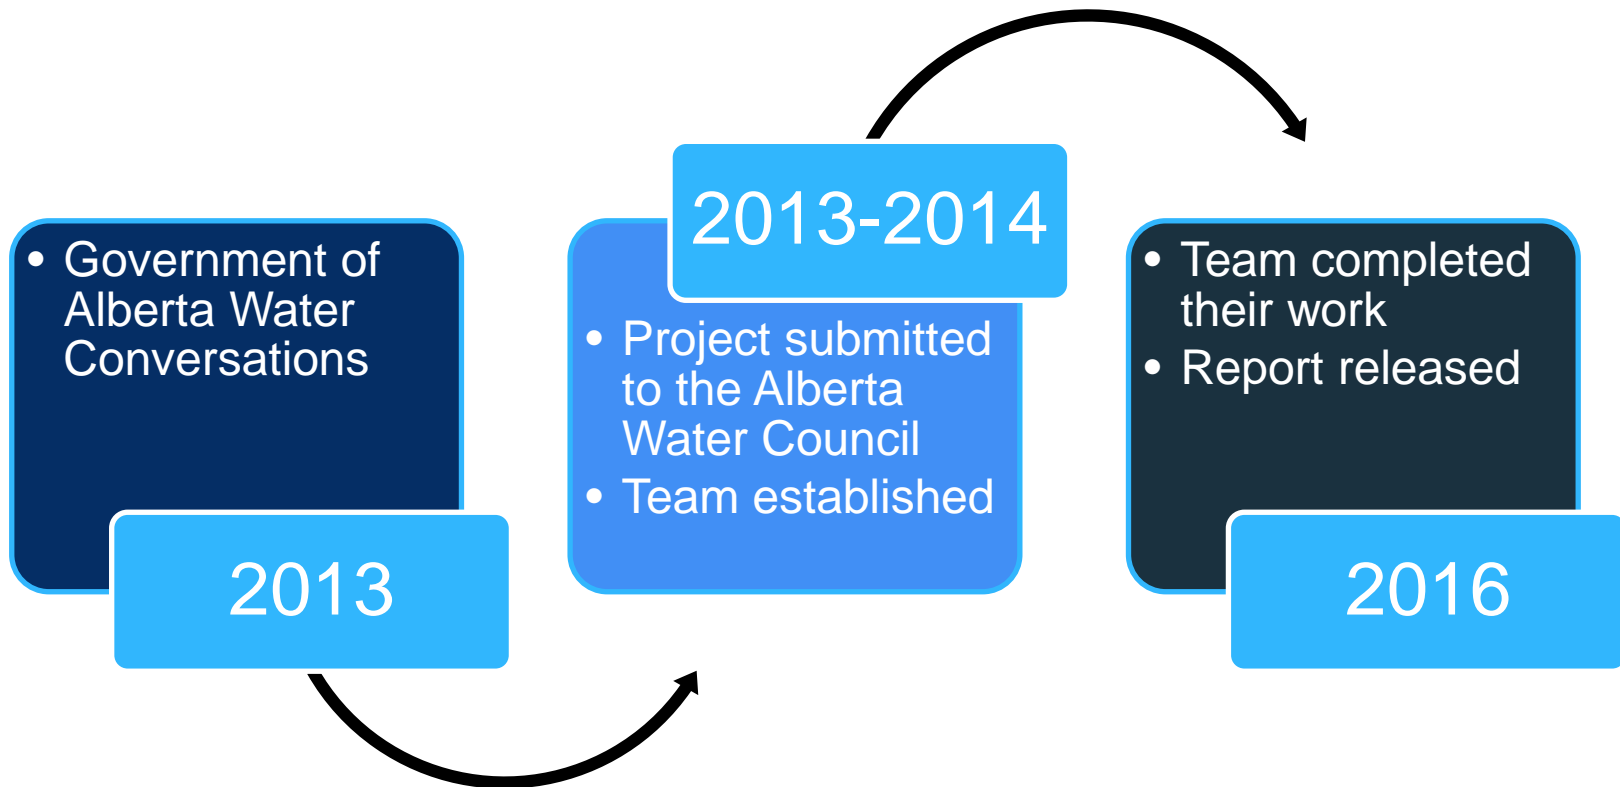 • Government of
Alberta Water
Conversations
2013
2013-2014
• Project submitted
to the Alberta
Water Council
• Team established
• Team completed
their work
• Report released
2016